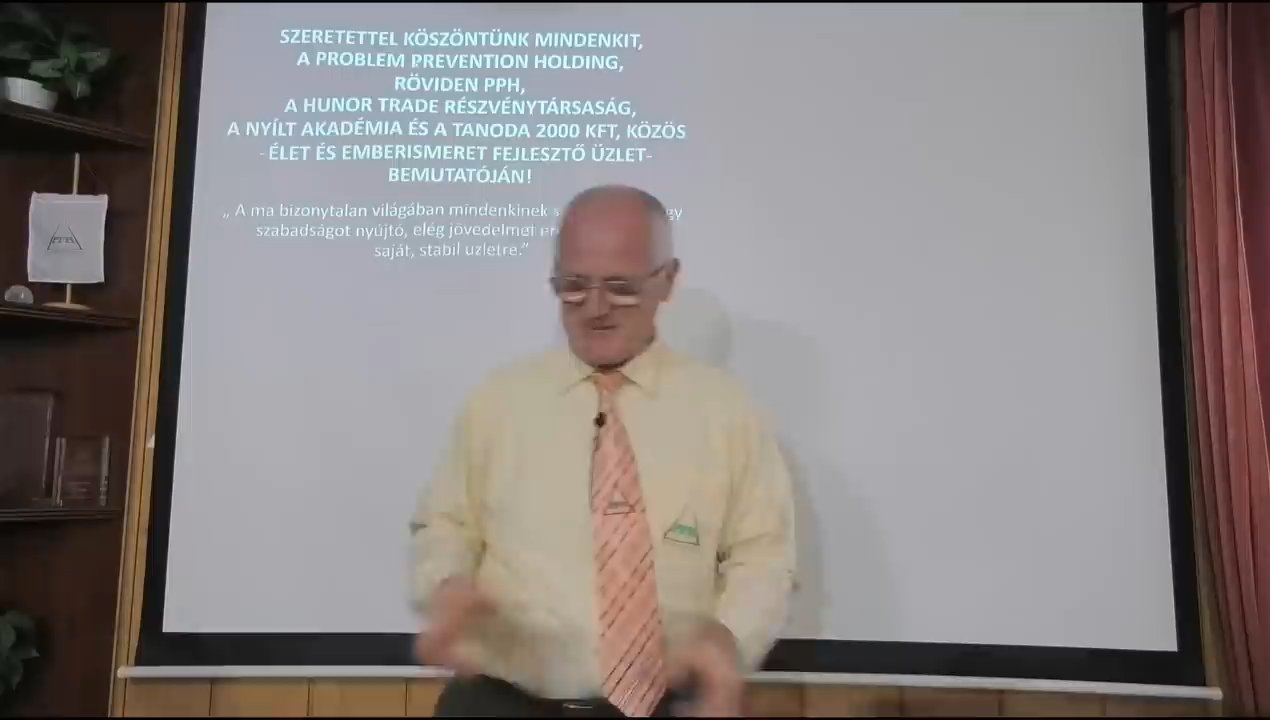 SZERETETTEL KÖSZÖNTÜNK MINDENKIT,
A PROBLEM PREVENTION HOLDING,
RÖVIDEN PPH,
A HUNOR TRADE RÉSZVÉNYTÁRSASÁG,
A NYÍLT AKADÉMIA ÉS A TANODA 2000 KFT, KÖZÖS
- ÉLET ÉS EMBERISMERET FEJLESZTŐ ÜZLET-
BEMUTATÓJÁN!
„ A ma bizonytalan világában mindenkinek
szabadságot nyújtó, elég jövedelmet
saját, stabil üzletre.”